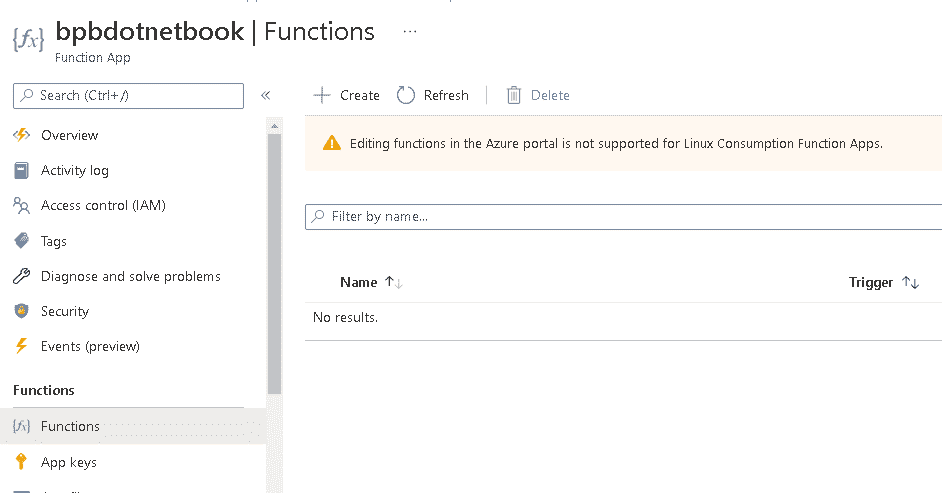 bpbdotnetbook | Functions ...
Function App
Search (Ctrl+/)
«
Create
Refresh
Delete
Overview
Activity log
Access control (IAM)
Tags
Diagnose and solve problems
Security
Events (preview)
Functions
Functions
App keys
Editing functions in the Azure portal is not supported for Linux Consumption Function Apps.
Filter by name...
Name ↑↓ Trigger ↑↓
No results.